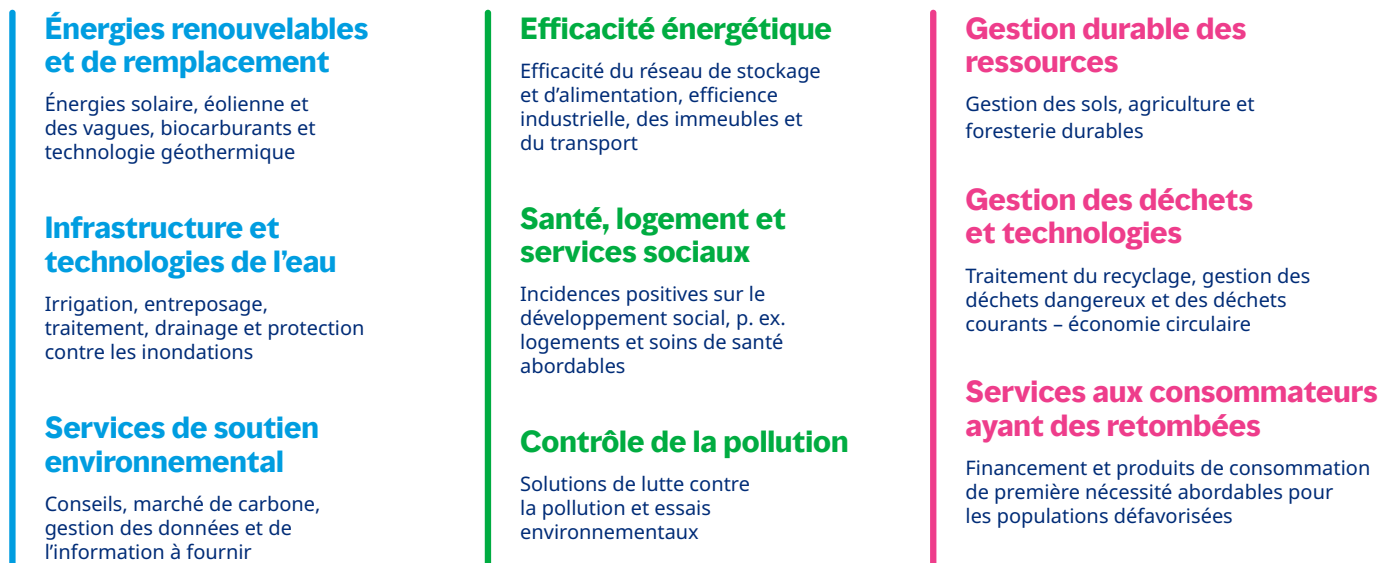 Énergies renouvelables
et de remplacement
Énergies solaire, éolienne et
des vagues, biocarburants et
technologie géothermique
Infrastructure et
technologies de l’eau
Irrigation, entreposage,
traitement, drainage et protection
contre les inondations
Services de soutien
environnemental
Conseils, marché de carbone,
gestion des données et de
l’information à fournir
Efficacité énergétique
Efficacité du réseau de stockage
et d’alimentation, efficience
industrielle, des immeubles et
du transport
Santé, logement et
services sociaux
Incidences positives sur le
développement social, p. ex.
logements et soins de santé
abordables
Contrôle de la pollution
Solutions de lutte contre
la pollution et essais
environnementaux
Gestion durable des
ressources
Gestion des sols, agriculture et
foresterie durables
Gestion des déchets
et technologies
Traitement du recyclage, gestion des
déchets dangereux et des déchets
courants – économie circulaire
Services aux consommateurs
ayant des retombées
Financement et produits de consommation
de première nécessité abordables pour
les populations défavorisées